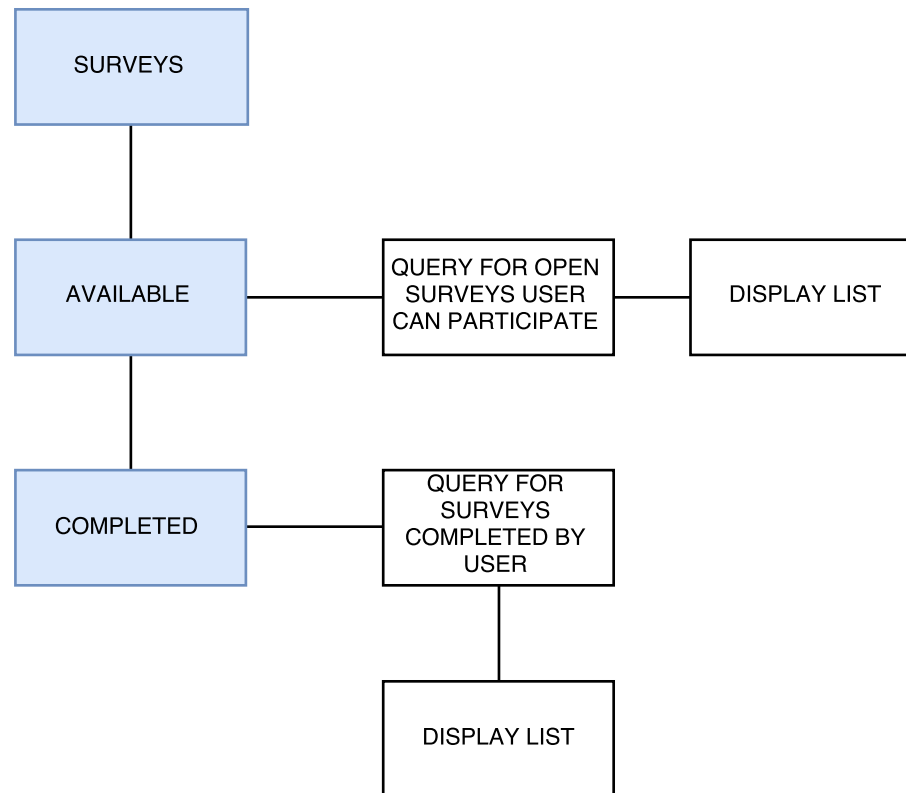 SURVEYS
AVAILABLE
QUERY FOR OPEN
SURVEYS USER
CAN PARTICIPATE
DISPLAY LIST
COMPLETED
QUERY FOR
SURVEYS
COMPLETED BY
USER
DISPLAY LIST